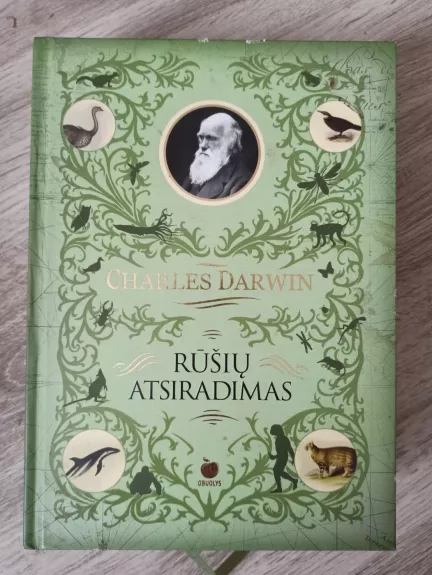 CHARLES DARWIN
RŪŠIŲ
ATSIRADIMAS
OBUOLYS